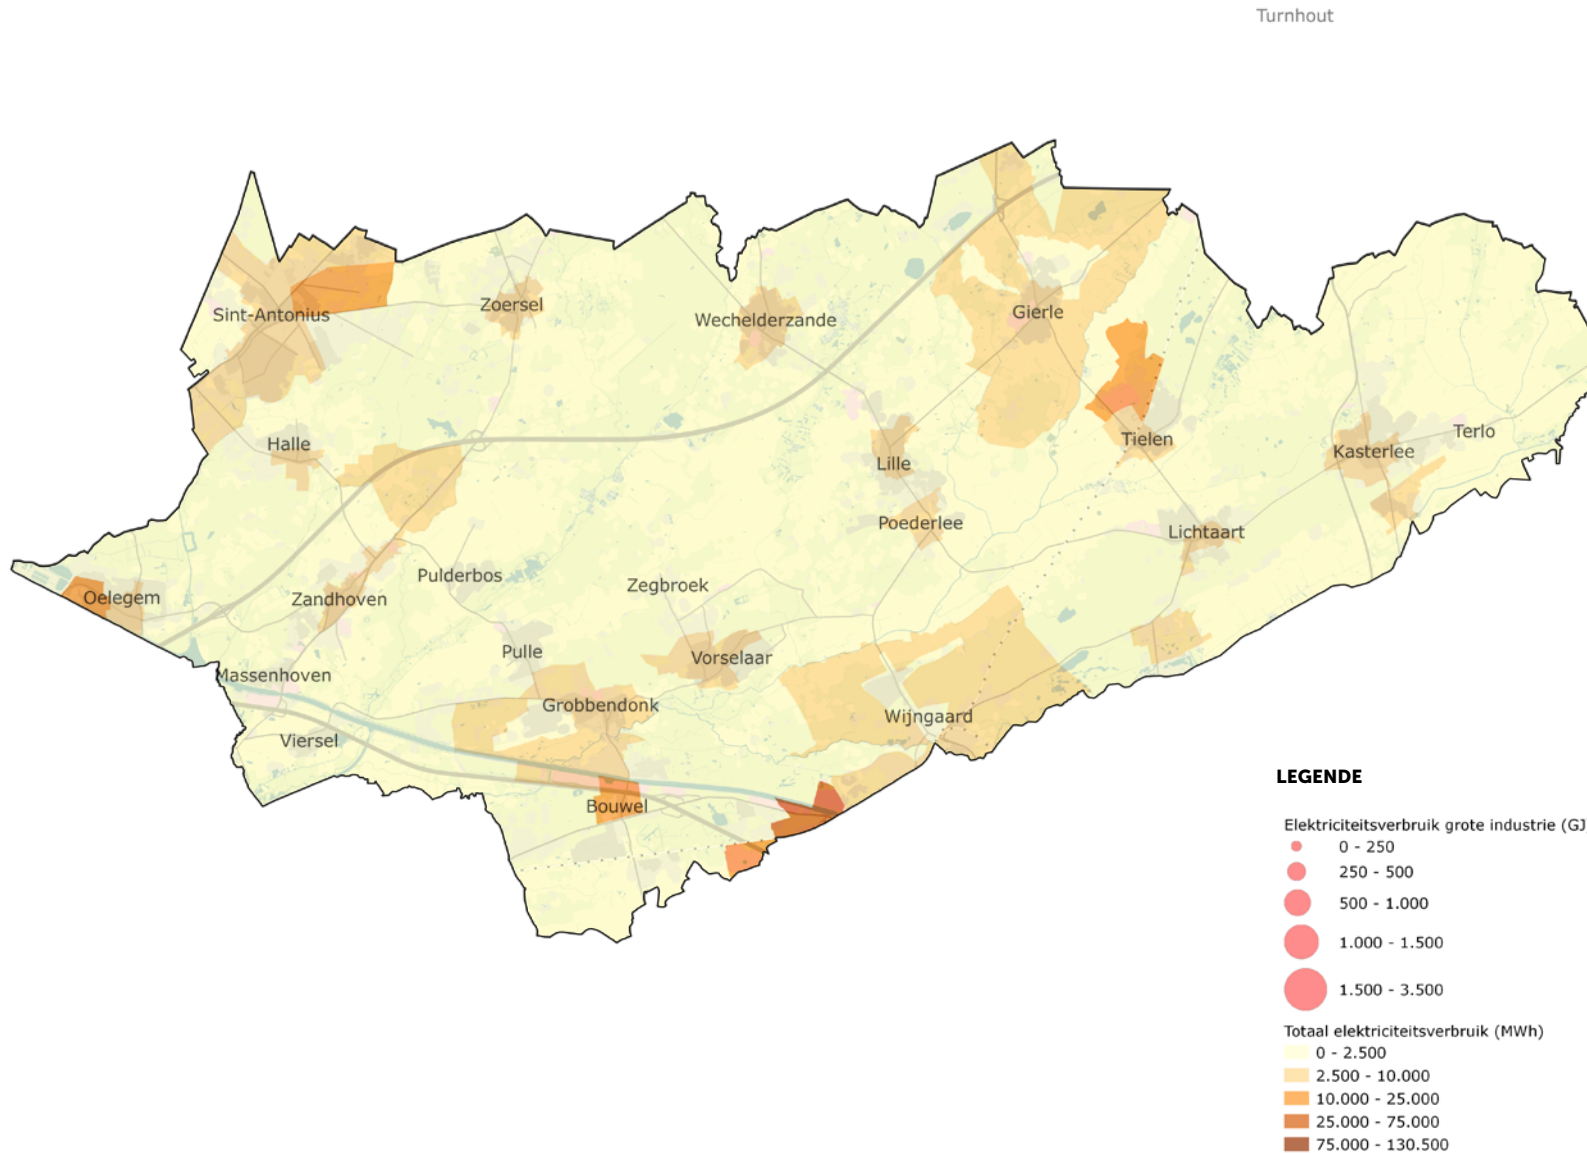 Turnhout
Sint-Antonius
Zoersel
Wechelderzande
Gierle
Halle
Lille
Tielen
Kasterlee
Terlo
Poederlee
Lichtaart
Oelegem
Zandhoven
Pulderbos
Zegbroek
Pulle
Vorselaar
Massenhoven
Grobbendonk
Wijngaard
Viersel
Bouwel
LEGENDE
Elektriciteitsverbruik grote industrie (GJ
0 - 250
250 - 500
500 - 1.000
1.000 - 1.500
1.500 - 3.500
Totaal elektriciteitsverbruik (MWh)
0 - 2.500
2.500 - 10.000
10.000 - 25.000
25.000 - 75.000
75.000 - 130.500